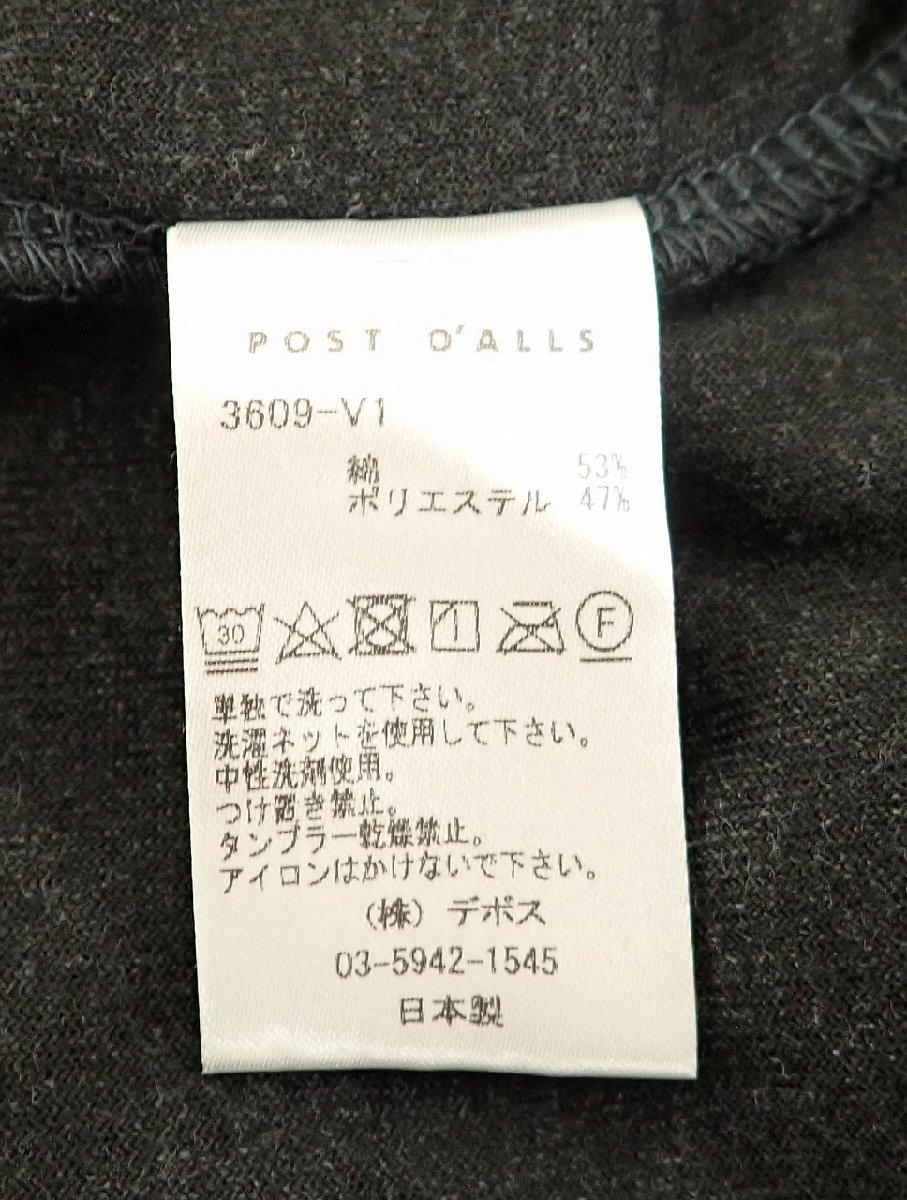 POST O'ALLS
3609-V1
綿 53%
ポリエステル 47%
30 F
単独で洗って下さい。
洗濯ネットを使用して下さい。
中性洗剤使用。
つけ置き禁止。
タンブラー乾燥禁止。
アイロンはかけないで下さい。
(株) デポス
03-5942-1545
日本製